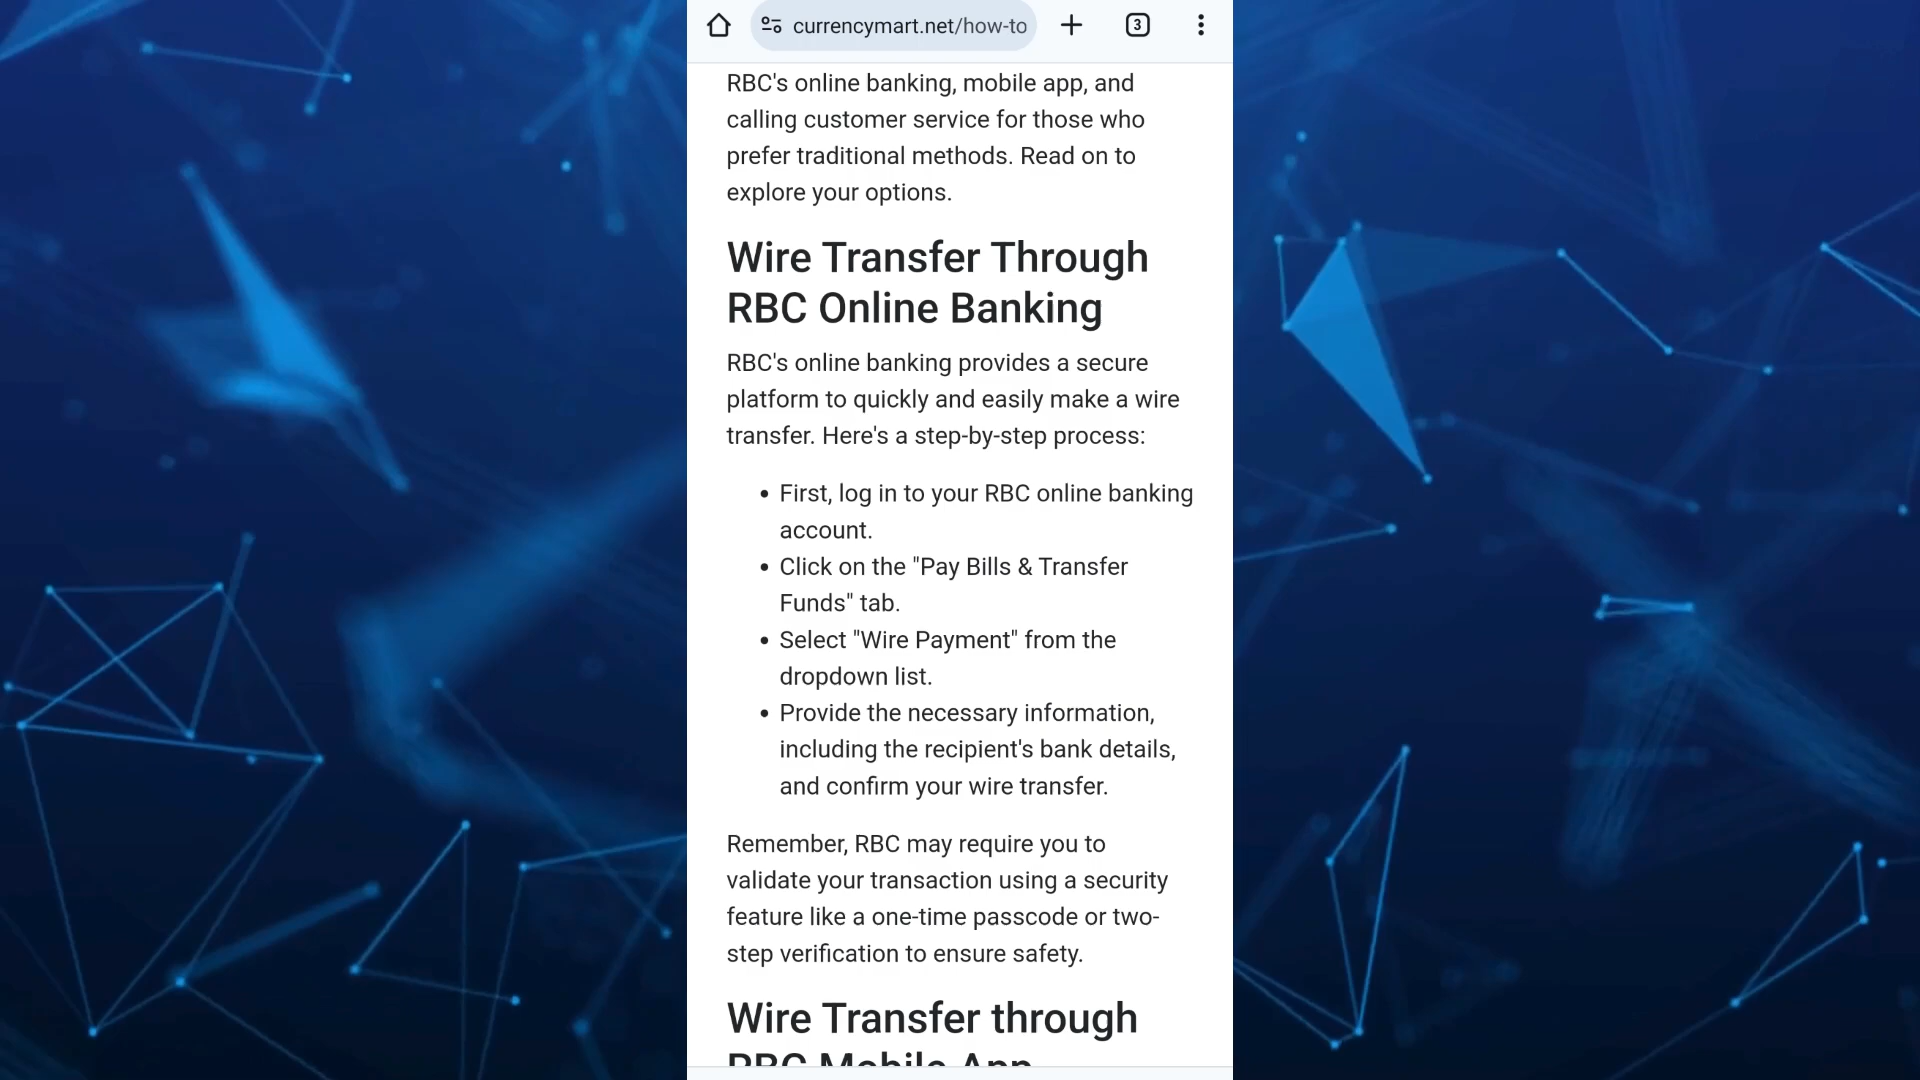 currencymart.net/how-to
3
RBC's online banking, mobile app, and
calling customer service for those who
prefer traditional methods. Read on to
explore your options.
Wire Transfer Through
RBC Online Banking
RBC's online banking provides a secure
platform to quickly and easily make a wire
transfer. Here's a step-by-step process:
• First, log in to your RBC online banking
account.
• Click on the "Pay Bills & Transfer
Funds" tab.
• Select "Wire Payment" from the
dropdown list.
• Provide the necessary information,
including the recipient's bank details,
and confirm your wire transfer.
Remember, RBC may require you to
validate your transaction using a security
feature like a one-time passcode or two-
step verification to ensure safety.
Wire Transfer through
RBC Mobile App